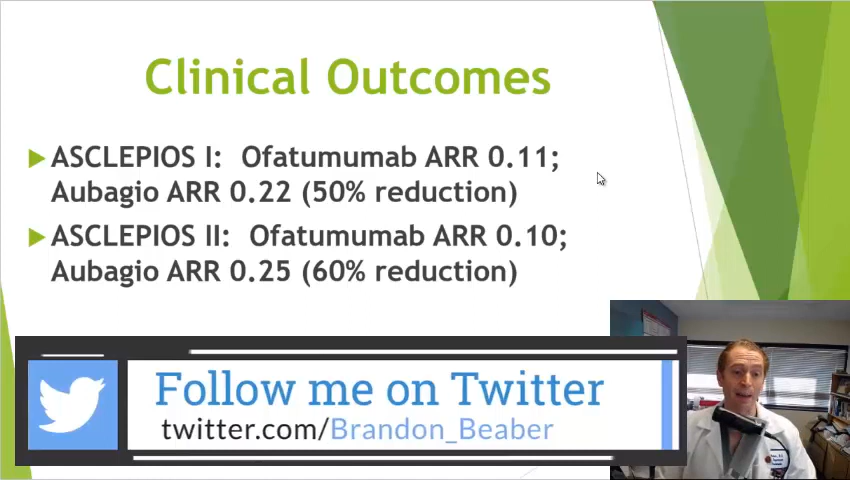 Clinical Outcomes
ASCLEPIOS I: Ofatumumab ARR 0.11;
Aubagio ARR 0.22 (50% reduction)
ASCLEPIOS II: Ofatumumab ARR 0.10;
Aubagio ARR 0.25 (60% reduction)
Follow me on Twitter
twitter.com/Brandon_Beaber